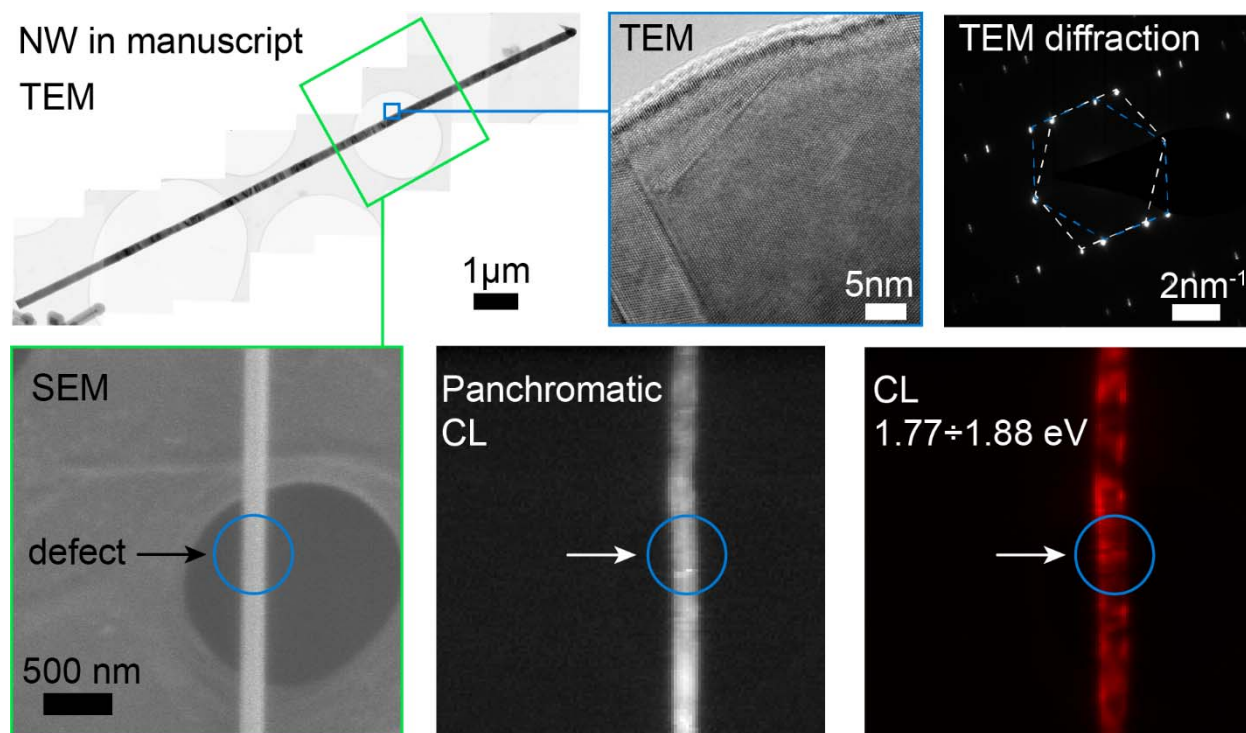 NW in manuscript
TEM
1μm
TEM
5nm
TEM diffraction
2nm⁻¹
SEM
defect
500 nm
Panchromatic
CL
CL
1.77÷1.88 eV